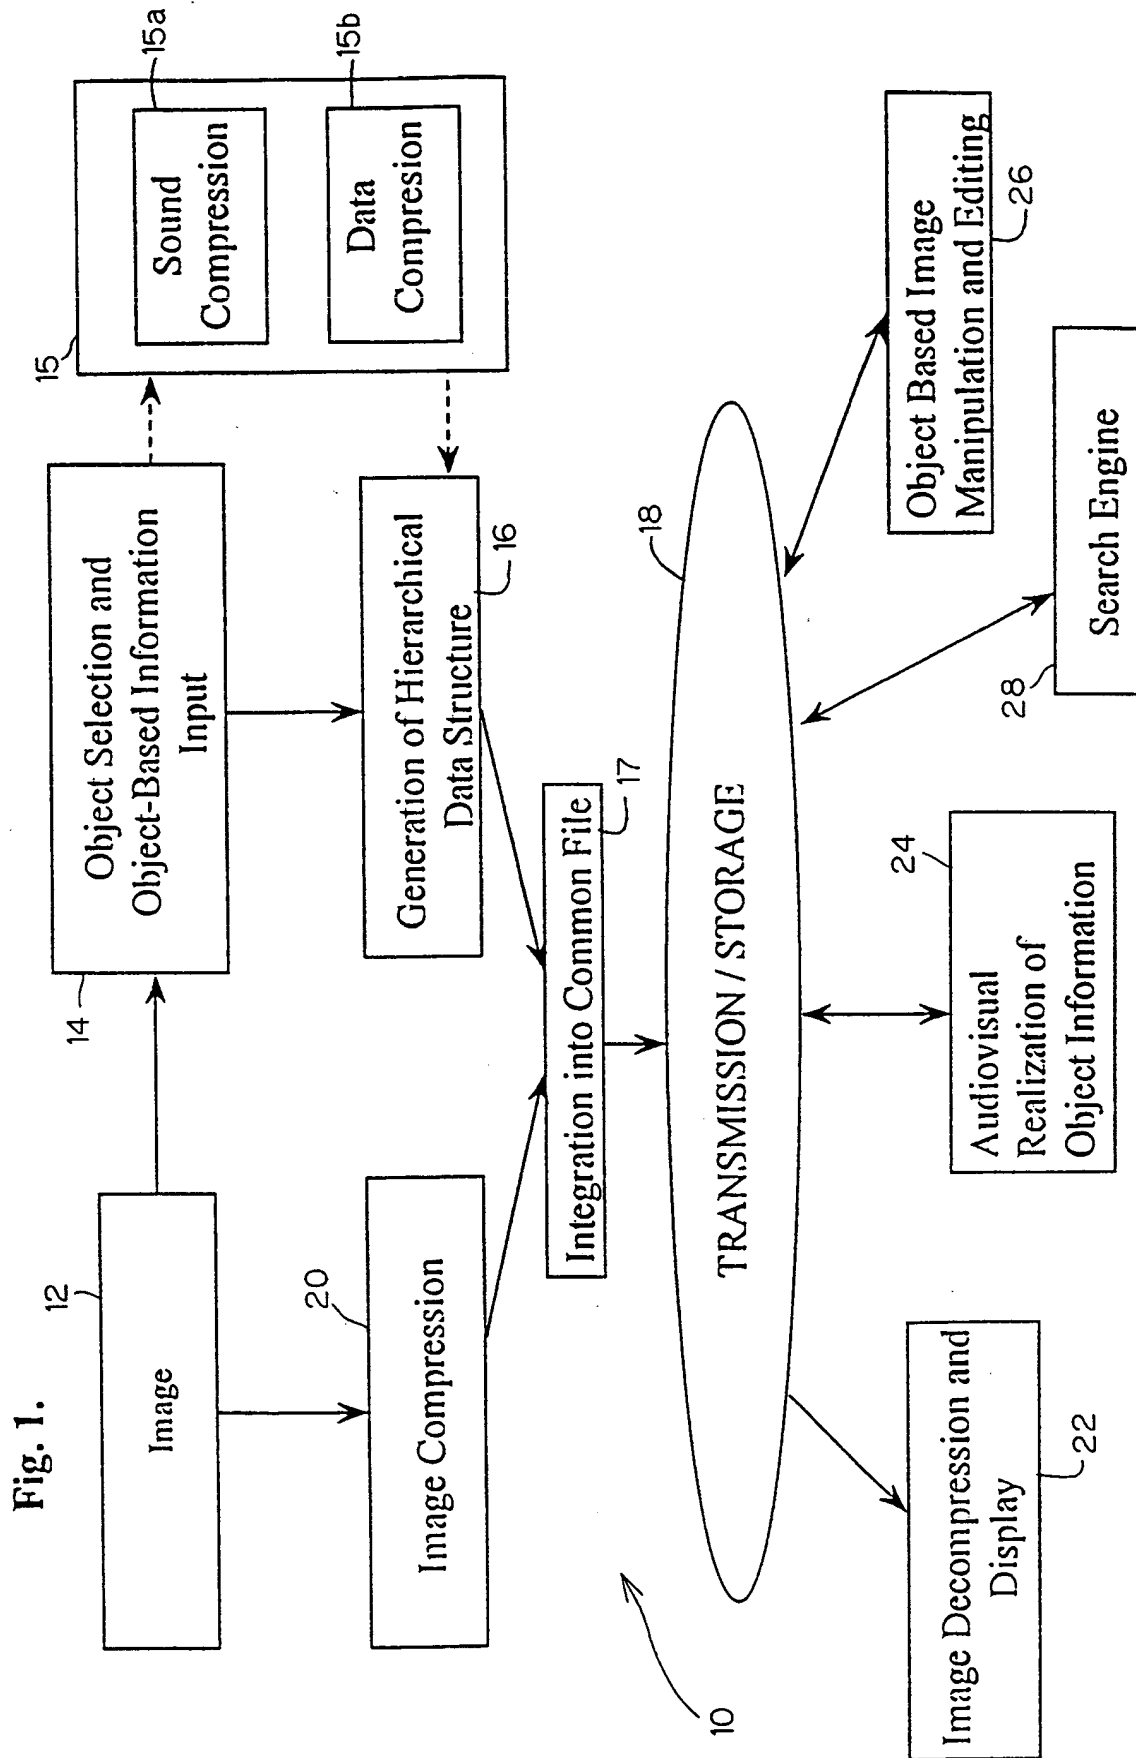 Fig. 1.
12
Image
14
Object Selection and
Object-Based Information
Input
15
15a
Sound
Compression
15b
Data
Compresion
20
Image Compression
Generation of Hierarchical
Data Structure
16
Integration into Common File
17
10
18
TRANSMISSION / STORAGE
Image Decompression and
Display
22
24
Audiovisual
Realization of
Object Information
28
Search Engine
Object Based Image
Manipulation and Editing
26